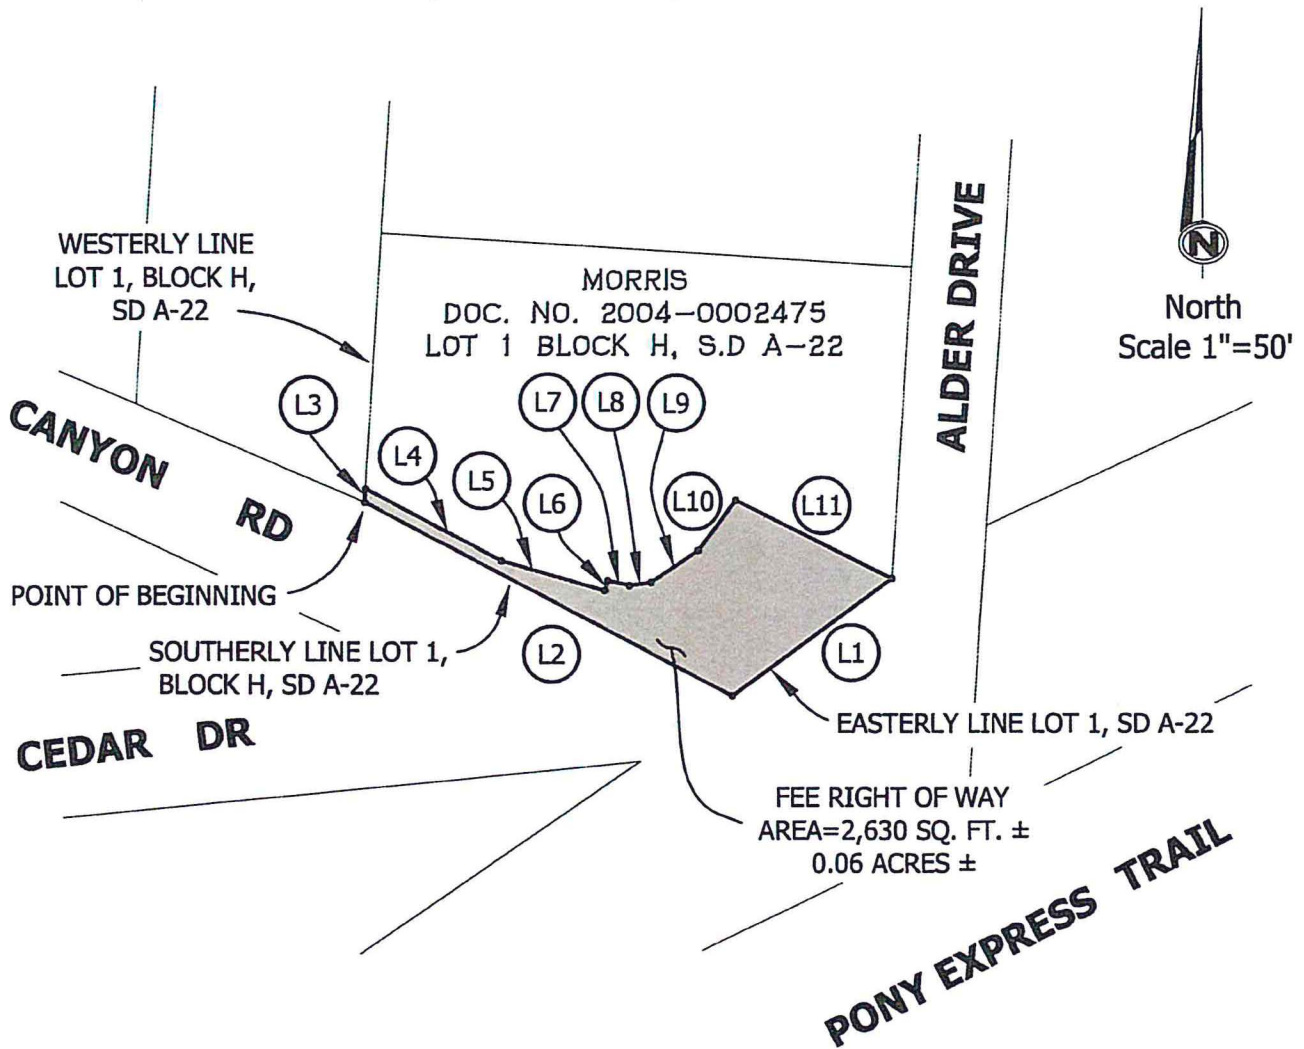 WESTERLY LINE
LOT 1, BLOCK H,
SD A-22
MORRIS
DOC. NO. 2004-0002475
LOT 1 BLOCK H, S.D A-22
ALDER DRIVE
N
North
Scale 1"=50'
CANYON RD
L3
L4
L5
L6
L7
L8
L9
L10
L11
POINT OF BEGINNING
SOUTHERLY LINE LOT 1,
BLOCK H, SD A-22
L2
L1
EASTERLY LINE LOT 1, SD A-22
CEDAR DR
FEE RIGHT OF WAY
AREA=2,630 SQ. FT. ±
0.06 ACRES ±
PONY EXPRESS TRAIL